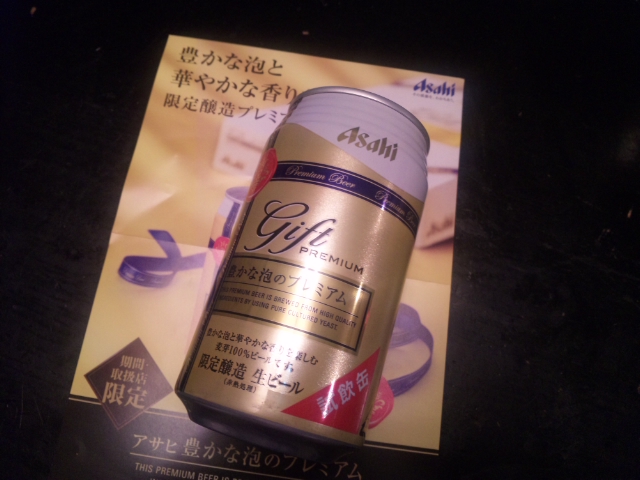 豊かな泡と
華やかな香り
限定醸造プレミ
Asahi
Asahi
Premium Beer
Premium
Gift
PREMIUM
豊かな泡のプレミアム
PREMIUM BEER IS BREWED FROM HIGH QUALITY
INGREDIENTS BY USING PURE CULTURED YEAST
豊かな泡と華やかな香りを楽しむ
麦芽100%ビールです。
限定醸造 生ビール
(非熱処理)
試飲缶
期間・
取扱店
限定
アサヒ 豊かな泡のプレミアム
THIS PREMIUM BEER IS